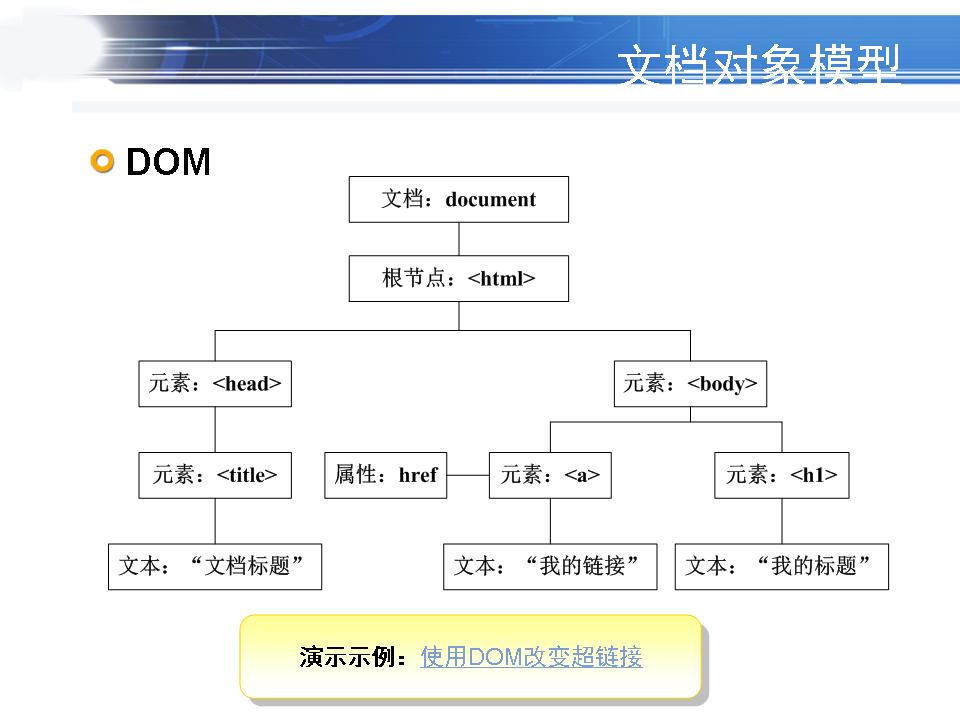 文档对象模型
DOM
文档：document
根节点：<html>
元素：<head>
元素：<body>
元素：<title>
属性：href
元素：<a>
元素：<h1>
文本：“文档标题”
文本：“我的链接”
文本：“我的标题”
演示示例：使用DOM改变超链接